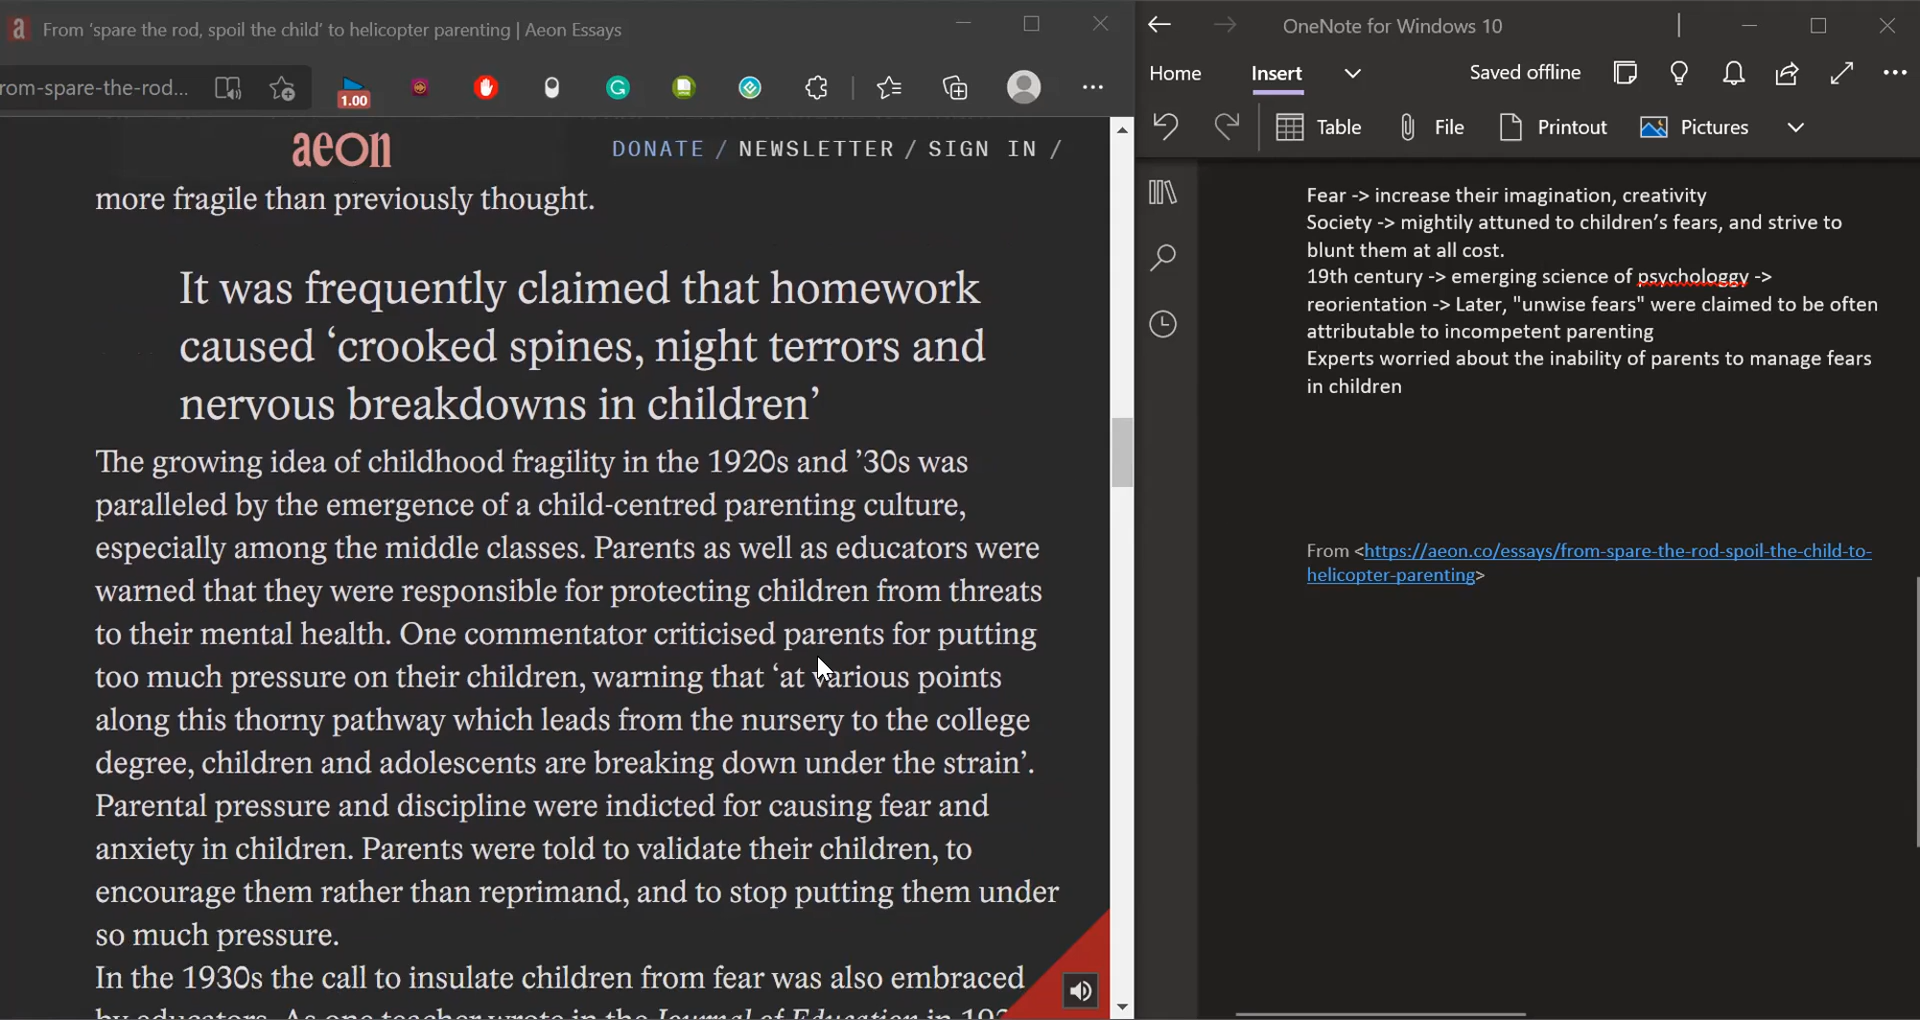 From ‘spare the rod, spoil the child’ to helicopter parenting | Aeon Essays
rom-spare-the-rod...
1.00
aeon
DONATE / NEWSLETTER / SIGN IN /
more fragile than previously thought.
It was frequently claimed that homework
caused ‘crooked spines, night terrors and
nervous breakdowns in children’
The growing idea of childhood fragility in the 1920s and ’30s was
paralleled by the emergence of a child-centred parenting culture,
especially among the middle classes. Parents as well as educators were
warned that they were responsible for protecting children from threats
to their mental health. One commentator criticised parents for putting
too much pressure on their children, warning that ‘at various points
along this thorny pathway which leads from the nursery to the college
degree, children and adolescents are breaking down under the strain’.
Parental pressure and discipline were indicted for causing fear and
anxiety in children. Parents were told to validate their children, to
encourage them rather than reprimand, and to stop putting them under
so much pressure.
In the 1930s the call to insulate children from fear was also embraced
by educators. As one teacher wrote in the Journal of Education in
OneNote for Windows 10
Home Insert Saved offline
Table File Printout Pictures
Fear -> increase their imagination, creativity
Society -> mightily attuned to children’s fears, and strive to
blunt them at all cost.
19th century -> emerging science of psychologgy ->
reorientation -> Later, "unwise fears" were claimed to be often
attributable to incompetent parenting
Experts worried about the inability of parents to manage fears
in children
From <https://aeon.co/essays/from-spare-the-rod-spoil-the-child-to-
helicopter-parenting>